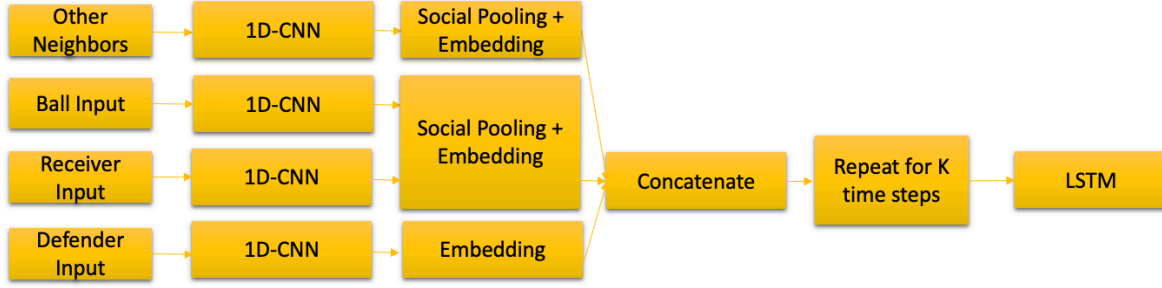 Other
Neighbors
1D-CNN
Social Pooling +
Embedding
Ball Input
1D-CNN
Social Pooling +
Embedding
Receiver
Input
1D-CNN
Defender
Input
1D-CNN
Embedding
Concatenate
Repeat for K
time steps
LSTM